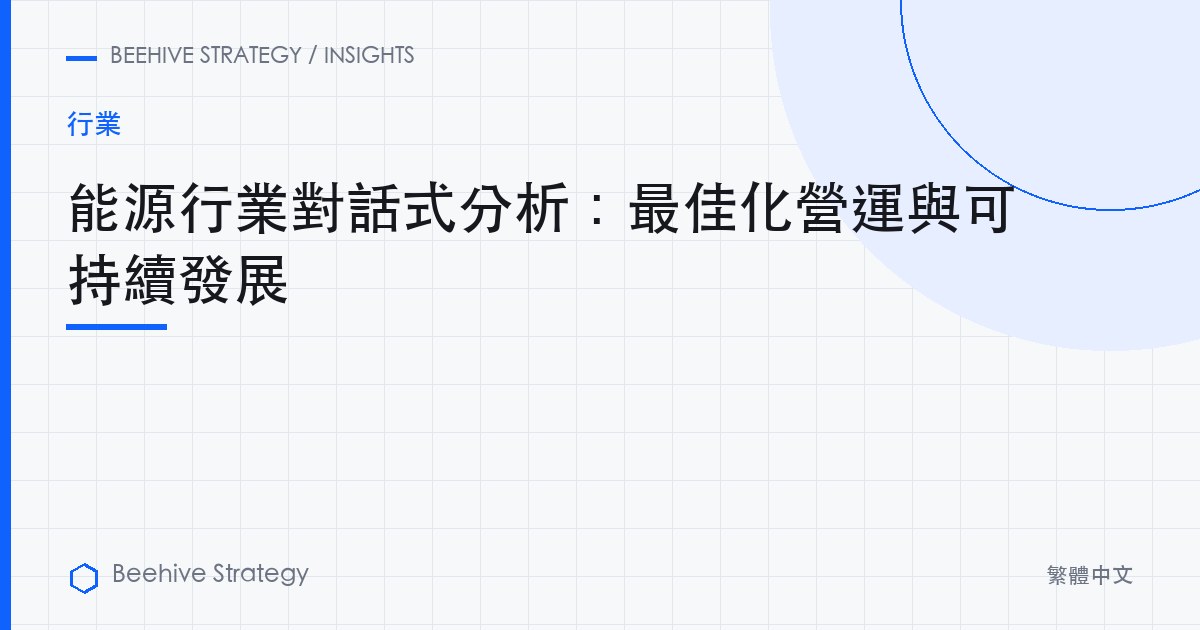 BEEHIVE STRATEGY / INSIGHTS
行業
能源行業對話式分析：最佳化營運與可
持續發展
Beehive Strategy
繁體中文